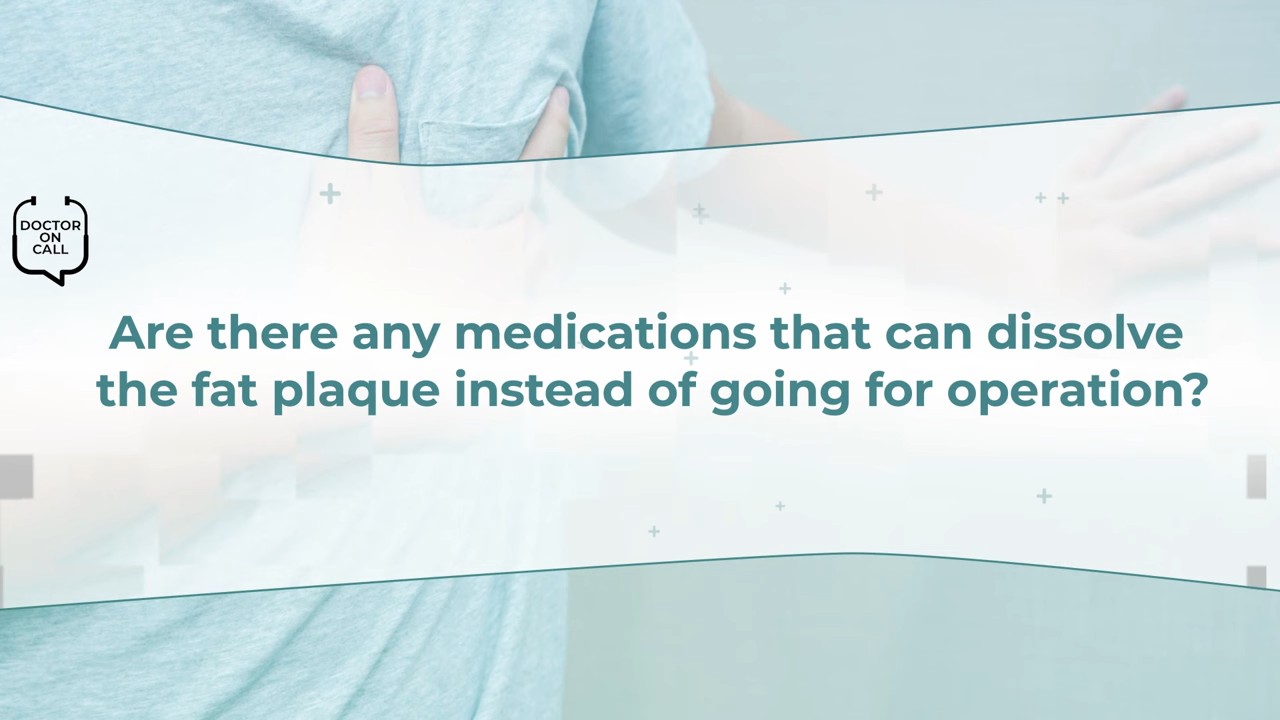 DOCTOR
ON
CALL
Are there any medications that can dissolve
the fat plaque instead of going for operation?